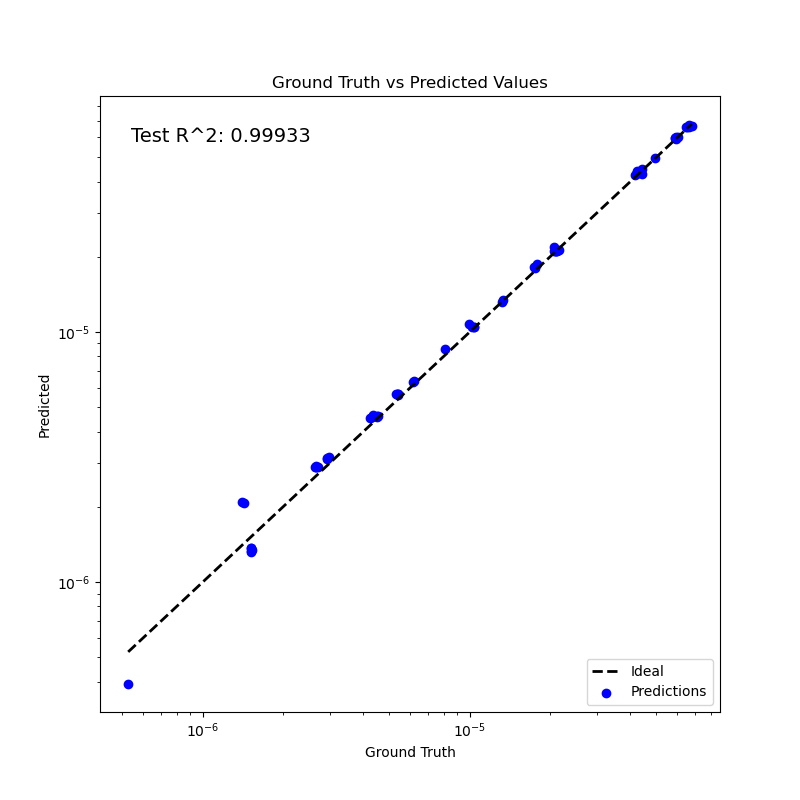 Ground Truth vs Predicted Values
Test R^2: 0.99933
Predicted
10⁻⁵
10⁻⁶
Ideal
Predictions
10⁻⁶
10⁻⁵
Ground Truth